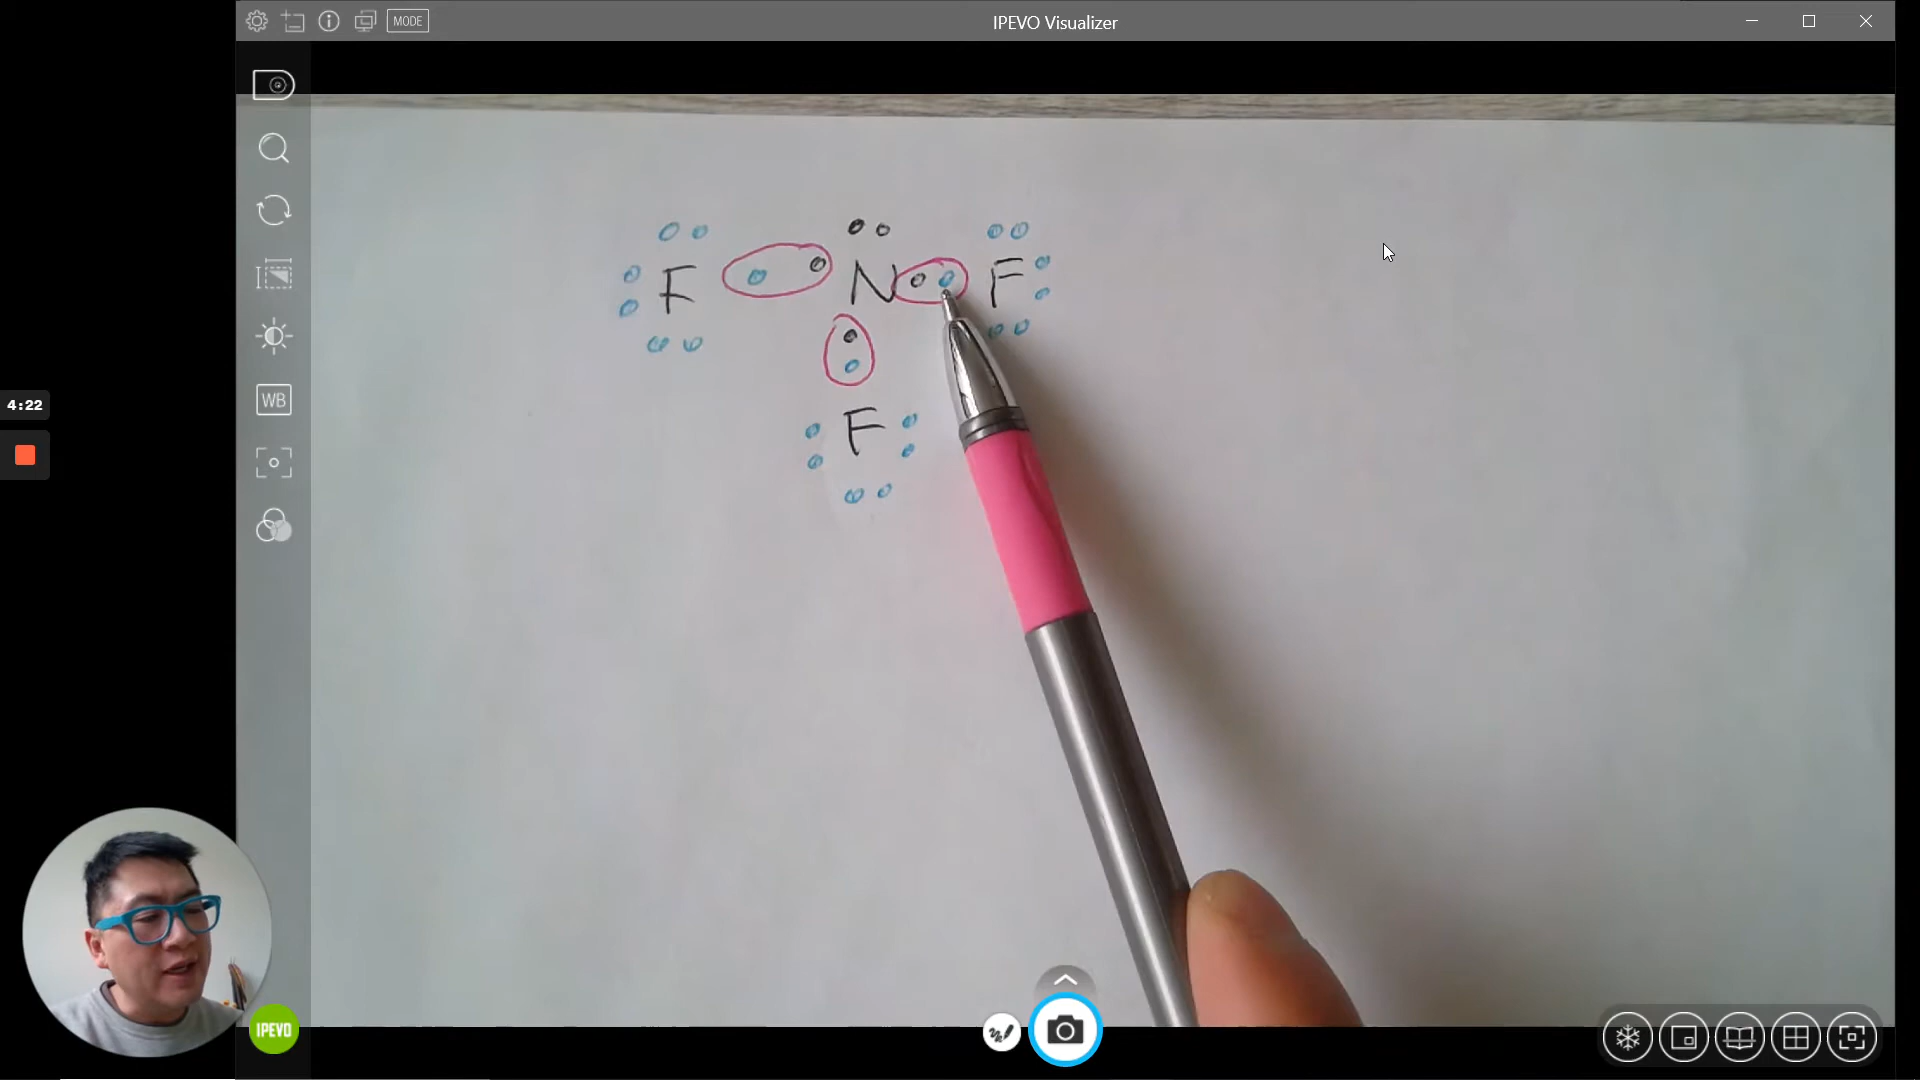 MODE
IPEVO Visualizer
F N F
F
WB
4:22
IPEVO